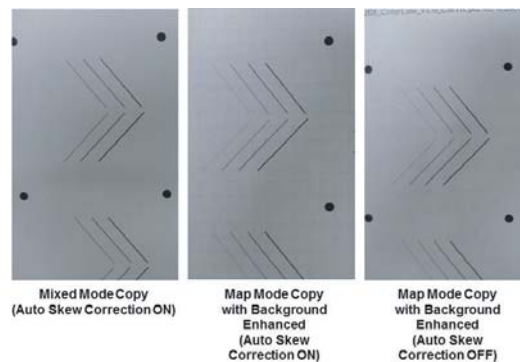 Mixed Mode Copy
(Auto Skew Correction ON)
Map Mode Copy
with Background
Enhanced
(Auto Skew
Correction ON)
Map Mode Copy
with Background
Enhanced
(Auto Skew
Correction OFF)